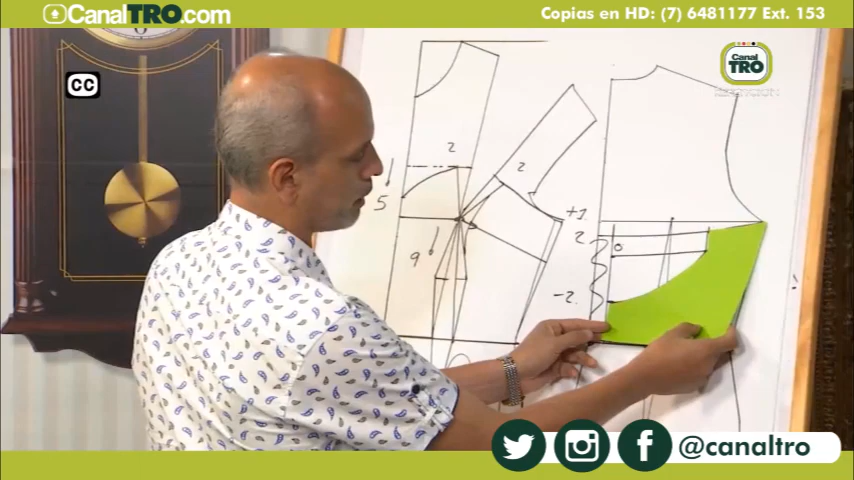 CanalTRO.com
Copias en HD: (7) 6481177 Ext. 153
CC
Canal
TRO
2
2
5
9
+1
2
0
-2
@canaltro